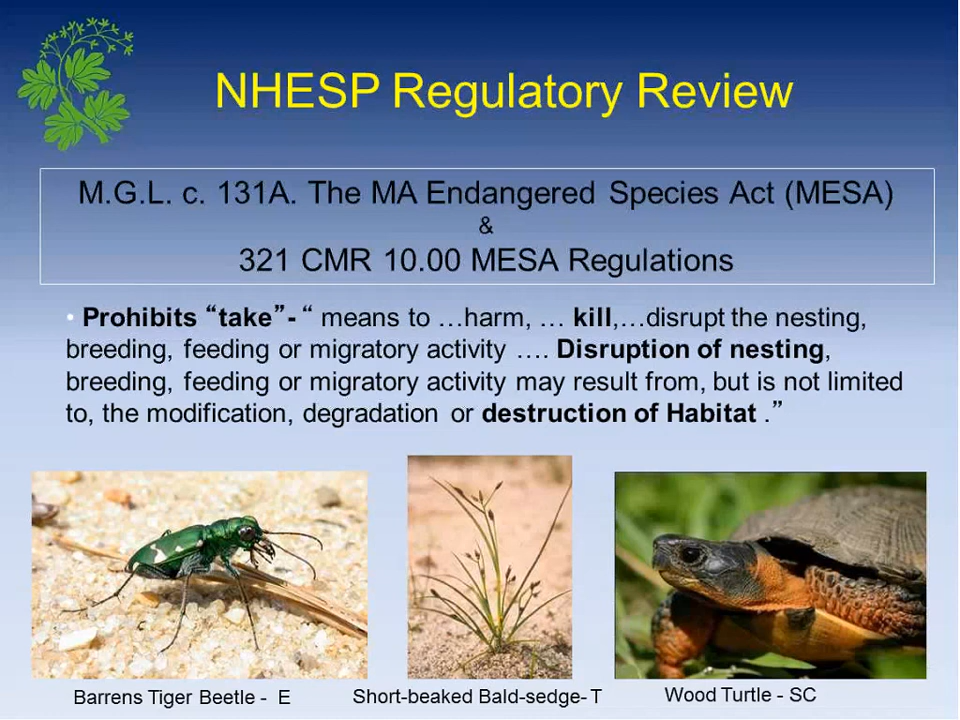 NHESP Regulatory Review
M.G.L. c. 131A. The MA Endangered Species Act (MESA)
&
321 CMR 10.00 MESA Regulations
• Prohibits “take”- “ means to …harm, … kill,…disrupt the nesting,
breeding, feeding or migratory activity …. Disruption of nesting,
breeding, feeding or migratory activity may result from, but is not limited
to, the modification, degradation or destruction of Habitat .”
Barrens Tiger Beetle - E
Short-beaked Bald-sedge- T
Wood Turtle - SC